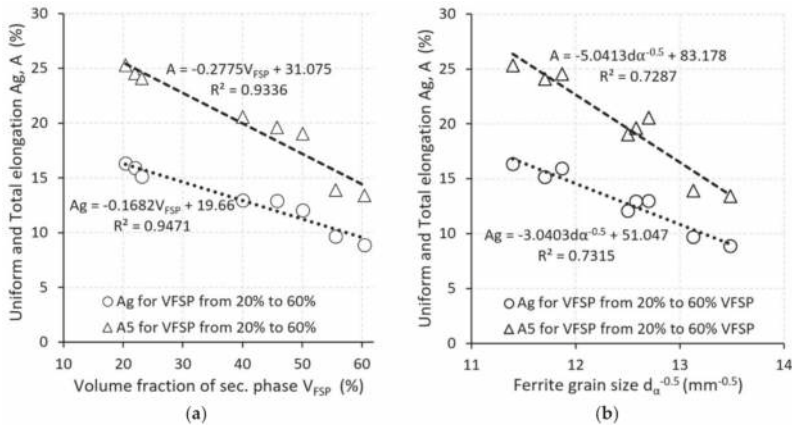 Uniform and Total elongation Ag, A (%)
35
30
25
20
15
10
5
0
A = -0.2775V_FSP + 31.075
R² = 0.9336
Ag = -0.1682V_FSP + 19.66
R² = 0.9471
Ag for VFSP from 20% to 60%
A5 for VFSP from 20% to 60%
10 20 30 40 50 60
Volume fraction of sec. phase V_FSP (%)
(a)
Uniform and Total elongation Ag, A (%)
30
25
20
15
10
5
0
A = -5.0413dα^-0.5 + 83.178
R² = 0.7287
Ag = -3.0403dα^-0.5 + 51.047
R² = 0.7315
Ag for VFSP from 20% to 60% VFSP
A5 for VFSP from 20% to 60% VFSP
11 12 13 14
Ferrite grain size d_α^-0.5 (mm^-0.5)
(b)